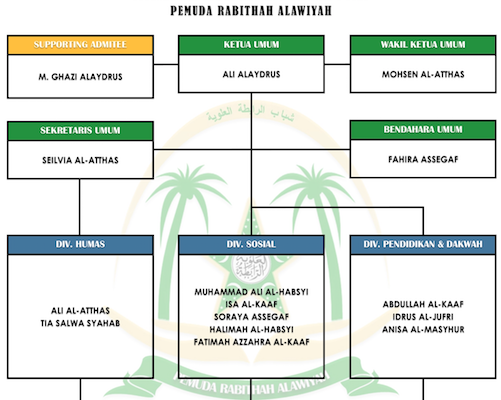 PEMUDA RABITHAH ALAWIYAH
SUPPORTING ADMITEE
M. GHAZI ALAYDRUS
KETUA UMUM
ALI ALAYDRUS
WAKIL KETUA UMUM
MOHSEN AL-ATTHAS
شباب الرابطة العلوية
SEKRETARIS UMUM
SEILVIA AL-ATTHAS
BENDAHARA UMUM
FAHIRA ASSEGAF
DIV. HUMAS
ALI AL-ATTHAS
TIA SALWA SYAHAB
DIV. SOSIAL
MUHAMMAD ALI AL-HABSYI
ISA AL-KAAF
SORAYA ASSEGAF
HALIMAH AL-HABSYI
FATIMAH AZZAHRA AL-KAAF
DIV. PENDIDIKAN & DAKWAH
ABDULLAH AL-KAAF
IDRUS AL-JUFRI
ANISA AL-MASYHUR
PEMUDA RABITHAH ALAWIYAH